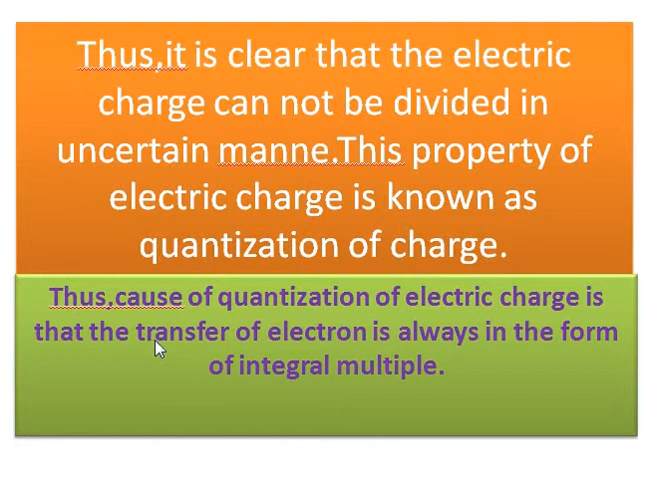 Thus,it is clear that the electric
charge can not be divided in
uncertain manne.This property of
electric charge is known as
quantization of charge.
Thus,cause of quantization of electric charge is
that the transfer of electron is always in the form
of integral multiple.